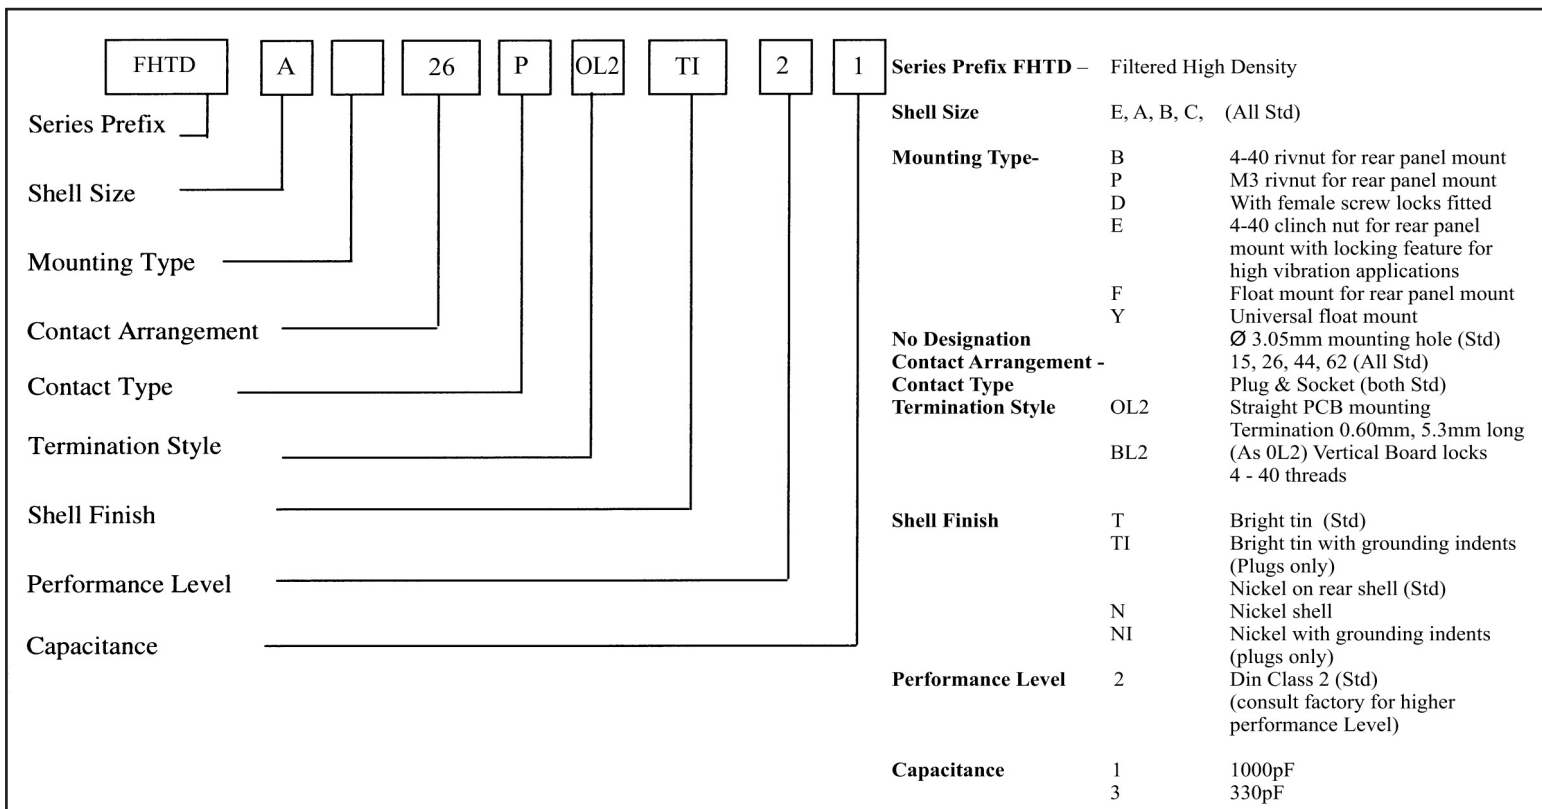 FHTD A 26 P OL2 TI 2 1
Series Prefix
Shell Size
Mounting Type
Contact Arrangement
Contact Type
Termination Style
Shell Finish
Performance Level
Capacitance
Series Prefix FHTD – Filtered High Density
Shell Size E, A, B, C, (All Std)
Mounting Type- B 4-40 rivnut for rear panel mount
P M3 rivnut for rear panel mount
D With female screw locks fitted
E 4-40 clinch nut for rear panel
mount with locking feature for
high vibration applications
F Float mount for rear panel mount
Y Universal float mount
No Designation Ø 3.05mm mounting hole (Std)
Contact Arrangement - 15, 26, 44, 62 (All Std)
Contact Type Plug & Socket (both Std)
Termination Style OL2 Straight PCB mounting
Termination 0.60mm, 5.3mm long
BL2 (As 0L2) Vertical Board locks
4 - 40 threads
Shell Finish T Bright tin (Std)
TI Bright tin with grounding indents
(Plugs only)
Nickel on rear shell (Std)
N Nickel shell
NI Nickel with grounding indents
(plugs only)
Performance Level 2 Din Class 2 (Std)
(consult factory for higher
performance Level)
Capacitance 1 1000pF
3 330pF